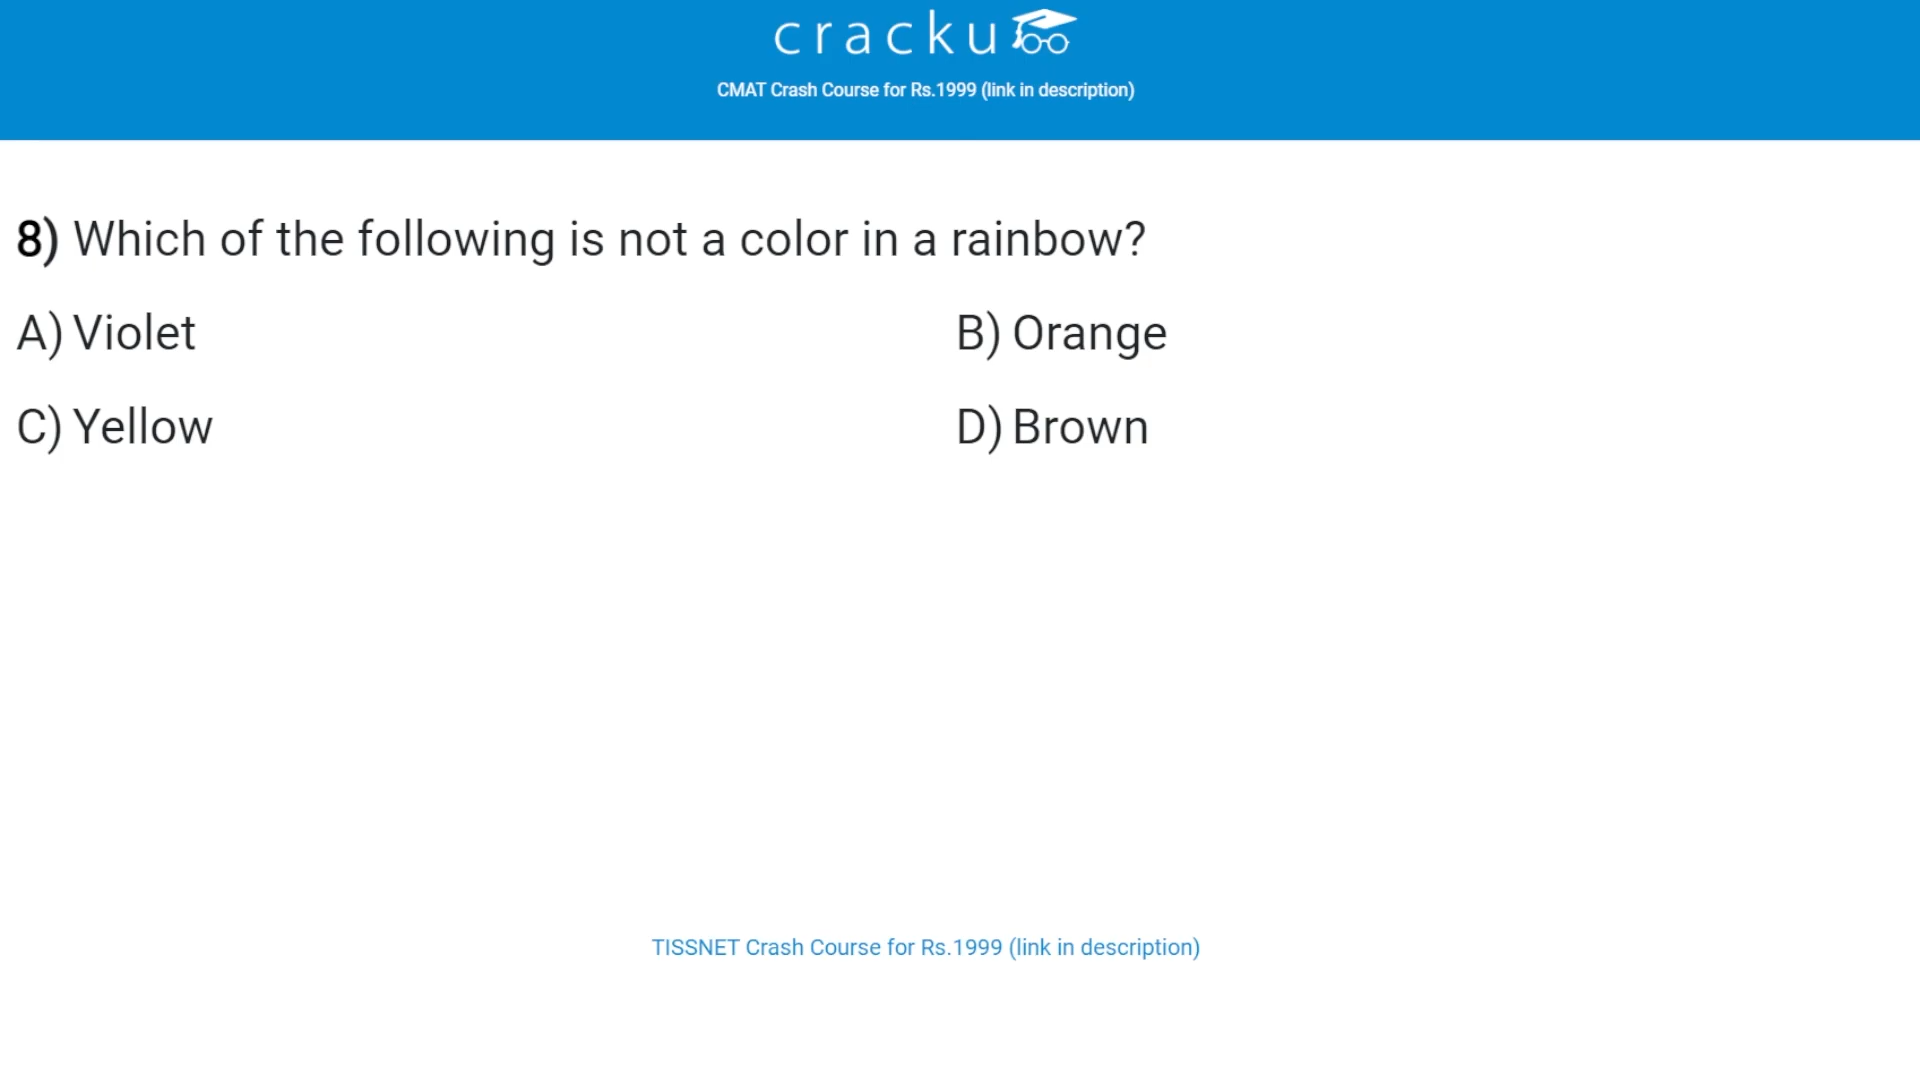 cracku
CMAT Crash Course for Rs.1999 (link in description)
8) Which of the following is not a color in a rainbow?
A) Violet
B) Orange
C) Yellow
D) Brown
TISSNET Crash Course for Rs.1999 (link in description)